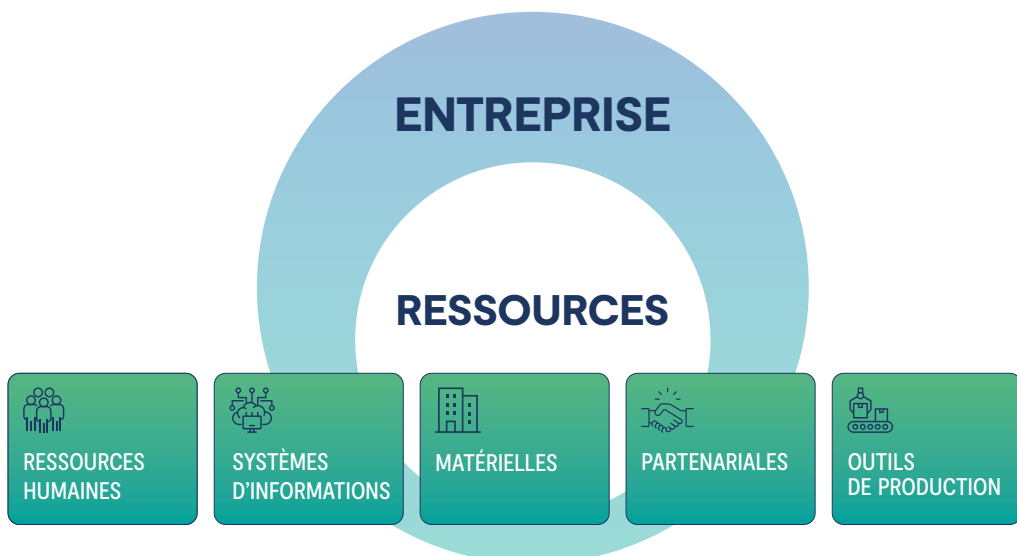 ENTREPRISE
RESSOURCES
RESSOURCES
HUMAINES
SYSTÈMES
D'INFORMATIONS
MATÉRIELLES
PARTENARIALES
OUTILS
DE PRODUCTION